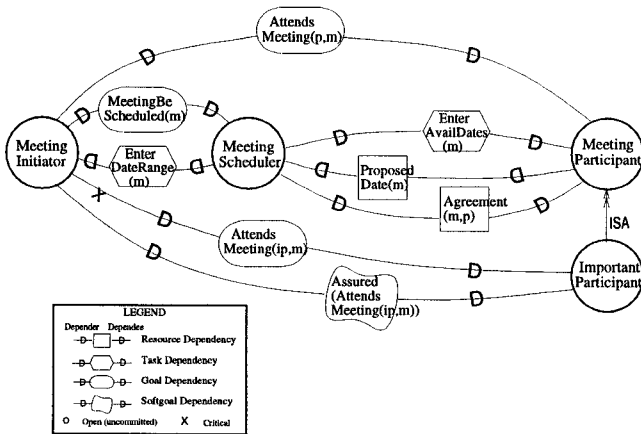 Attends
Meeting(p,m)
MeetingBe
Scheduled(m)
Meeting
Initiator
Enter
DateRange
(m)
Meeting
Scheduler
Enter
AvailDates
(m)
Proposed
Date(m)
Agreement
(m,p)
Meeting
Participant
ISA
X
Attends
Meeting(ip,m)
Assured
(Attends
Meeting(ip,m))
Important
Participant
D D
D D
D D
D D
D D
D D
D D
D D
LEGEND
Depender Dependee
D D Resource Dependency
D D Task Dependency
D D Goal Dependency
D D Softgoal Dependency
O Open (uncommitted) X Critical